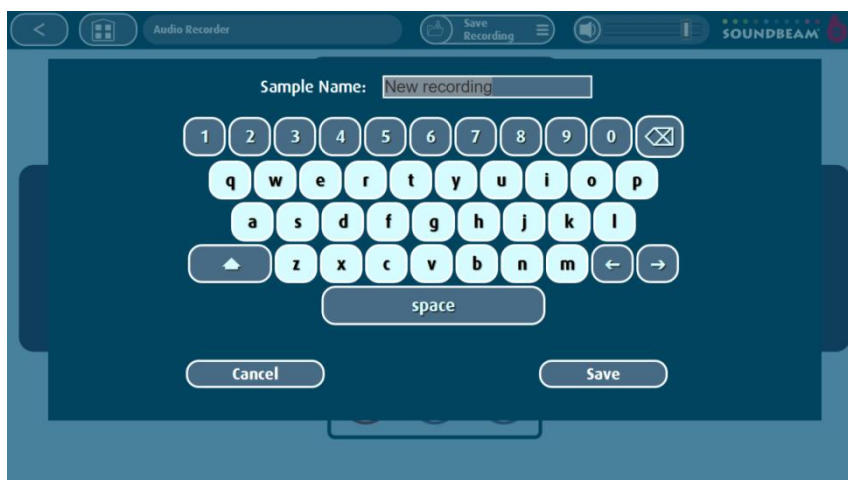 Audio Recorder
Save
Recording
SOUNDBEAM
Sample Name: New recording
1 2 3 4 5 6 7 8 9 0
q w e r t y u i o p
a s d f g h j k l
z x c v b n m
space
Cancel Save